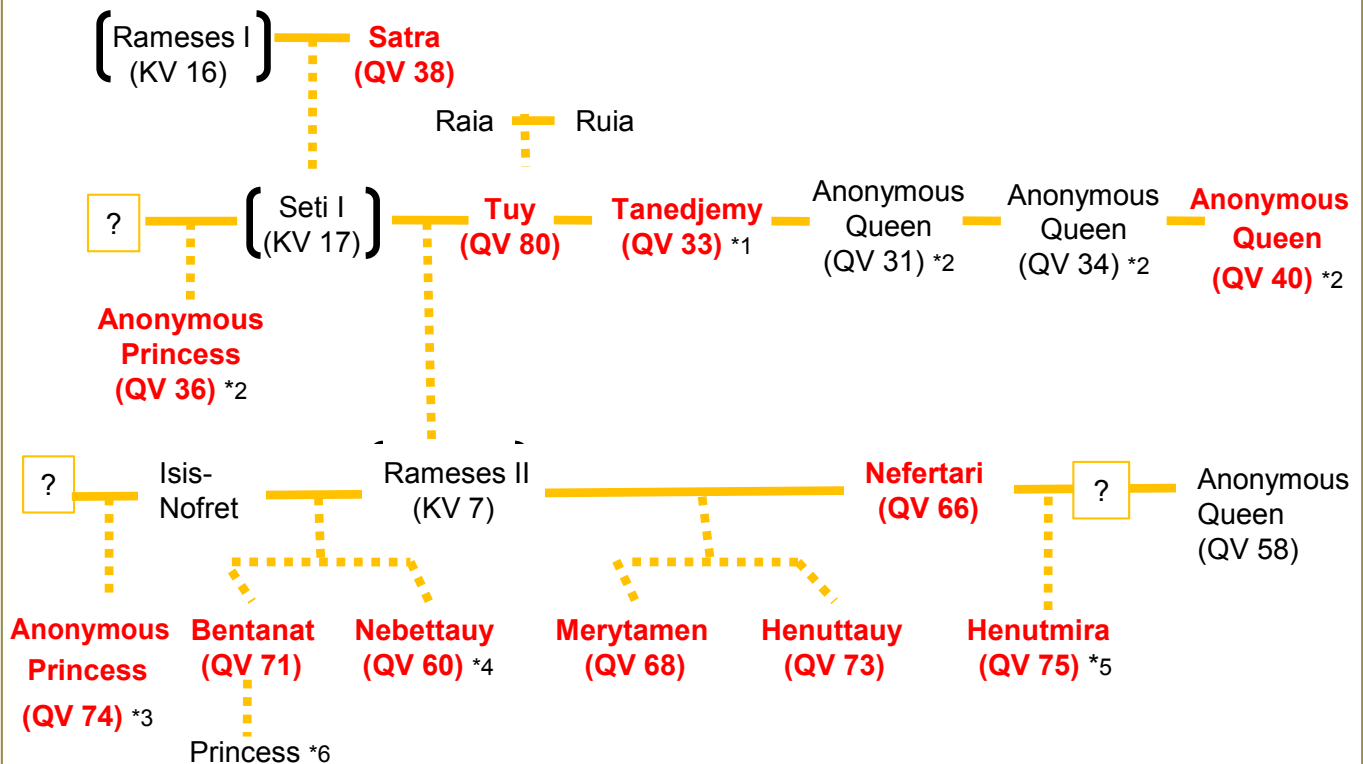 Rameses I
(KV 16)
Satra
(QV 38)
Raia
Ruia
?
Seti I
(KV 17)
Tuy
(QV 80)
Tanedjemy
(QV 33) *1
Anonymous
Queen
(QV 31) *2
Anonymous
Queen
(QV 34) *2
Anonymous
Queen
(QV 40) *2
Anonymous
Princess
(QV 36) *2
?
Isis-
Nofret
Rameses II
(KV 7)
Nefertari
(QV 66)
?
Anonymous
Queen
(QV 58)
Anonymous
Princess
(QV 74) *3
Bentanat
(QV 71)
Nebettauy
(QV 60) *4
Merytamen
(QV 68)
Henuttauy
(QV 73)
Henutmira
(QV 75) *5
Princess *6